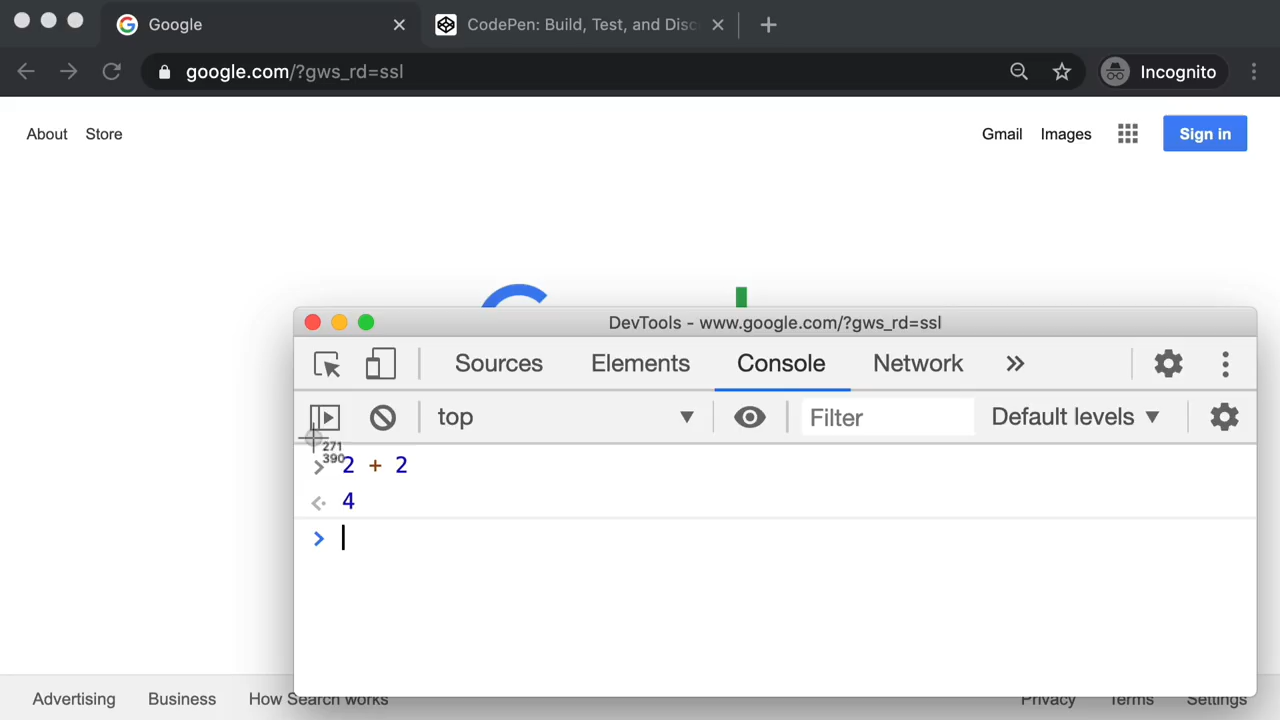 Google
CodePen: Build, Test, and Disc
google.com/?gws_rd=ssl
Incognito
About Store
Gmail Images Sign in
DevTools - www.google.com/?gws_rd=ssl
Sources Elements Console Network »
top ▼ Filter Default levels ▼
271
390
> 2 + 2
4
>
Advertising Business How Search works Privacy Terms Settings